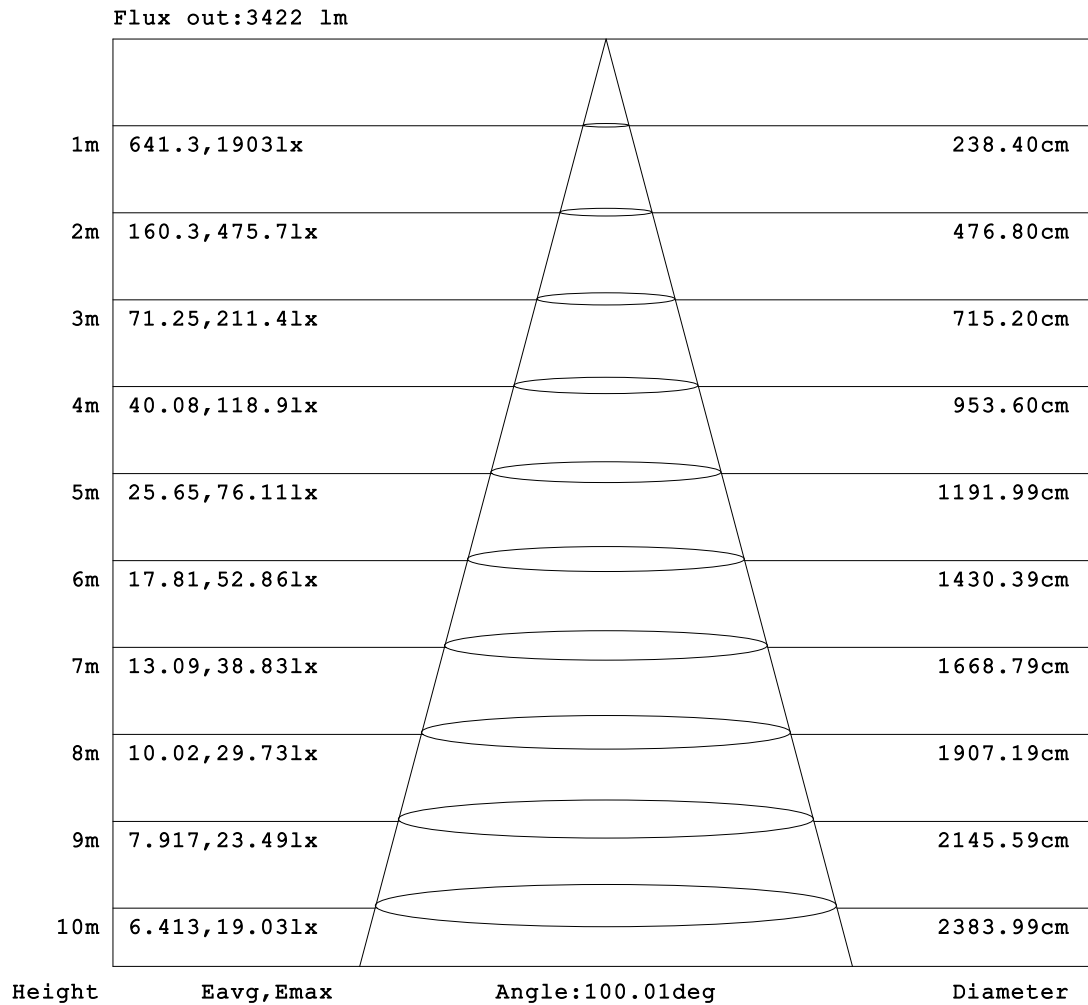 Flux out:3422 lm
1m 641.3,1903lx 238.40cm
2m 160.3,475.7lx 476.80cm
3m 71.25,211.4lx 715.20cm
4m 40.08,118.9lx 953.60cm
5m 25.65,76.11lx 1191.99cm
6m 17.81,52.86lx 1430.39cm
7m 13.09,38.83lx 1668.79cm
8m 10.02,29.73lx 1907.19cm
9m 7.917,23.49lx 2145.59cm
10m 6.413,19.03lx 2383.99cm
Height Eavg,Emax Angle:100.01deg Diameter